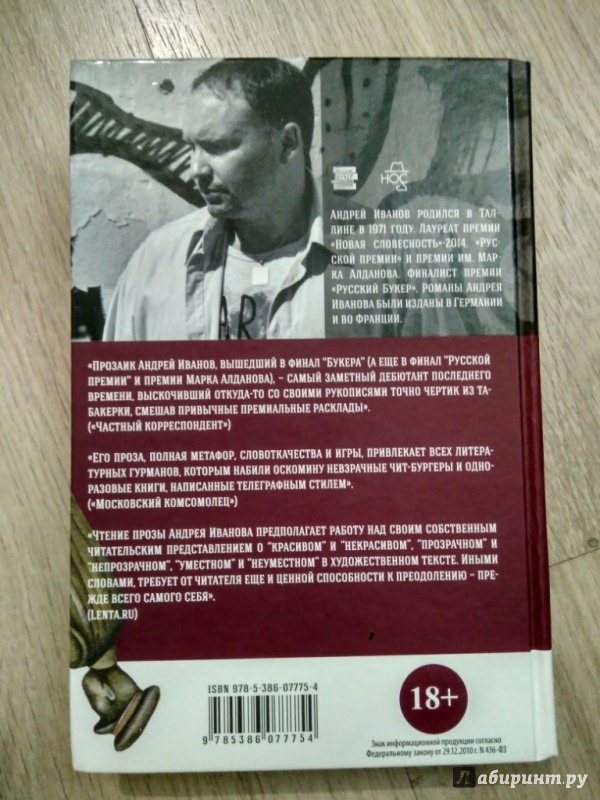 НОС
Андрей Иванов родился в Тал-
лине в 1971 году. Лауреат премии
«Новая словесность»-2014, «Рус-
ской премии» и премии им. Мар-
ка Алданова. Финалист премии
«Русский Букер». Романы Андрея
Иванова были изданы в Германии
и во Франции.
AR
«Прозаик Андрей Иванов, вышедший в финал "Букера" (а еще в финал "Русской
премии" и премии Марка Алданова), – самый заметный дебютант последнего
времени, выскочивший откуда-то со своими рукописями точно чертик из та-
бакерки, смешав привычные премиальные расклады».
(«Частный корреспондент»)
«Его проза, полная метафор, словоткачества и игры, привлекает всех литера-
турных гурманов, которым набили оскомину невзрачные чит-бургеры и одно-
разовые книги, написанные телеграфным стилем».
(«Московский комсомолец»)
«Чтение прозы Андрея Иванова предполагает работу над своим собственным
читательским представлением о "красивом" и "некрасивом", "прозрачном" и
"непрозрачном", "уместном" и "неуместном" в художественном тексте. Иными
словами, требует от читателя еще и ценной способности к преодолению – пре-
жде всего самого себя».
(Lenta.ru)
ISBN 978-5-386-07775-4
9 785386 077754
18+
Знак информационной продукции согласно
Федеральному закону от 29.12.2010 г. N 436-ФЗ
Лабиринт.ру